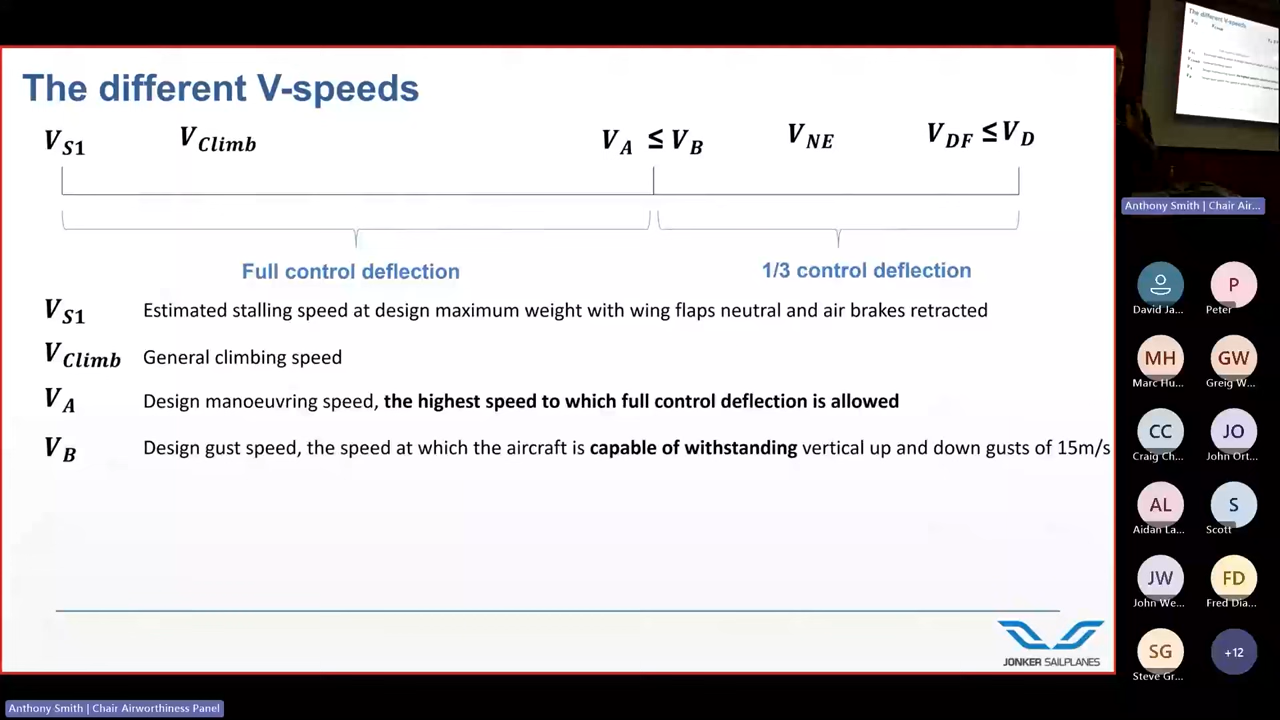 The different V-speeds
V_S1 V_Climb V_A ≤ V_B V_NE V_DF ≤ V_D
Full control deflection 1/3 control deflection
V_S1 Estimated stalling speed at design maximum weight with wing flaps neutral and air brakes retracted
V_Climb General climbing speed
V_A Design manoeuvring speed, the highest speed to which full control deflection is allowed
V_B Design gust speed, the speed at which the aircraft is capable of withstanding vertical up and down gusts of 15m/s
JONKER SAILPLANES
The different V-speeds
Anthony Smith | Chair Air...
P
David Ja... Peter
MH GW
Marc Hu... Greig W...
CC JO
Craig Ch... John Ort...
AL S
Aidan La... Scott
JW FD
John We... Fred Dia...
SG +12
Steve Gr...
Anthony Smith | Chair Airworthiness Panel